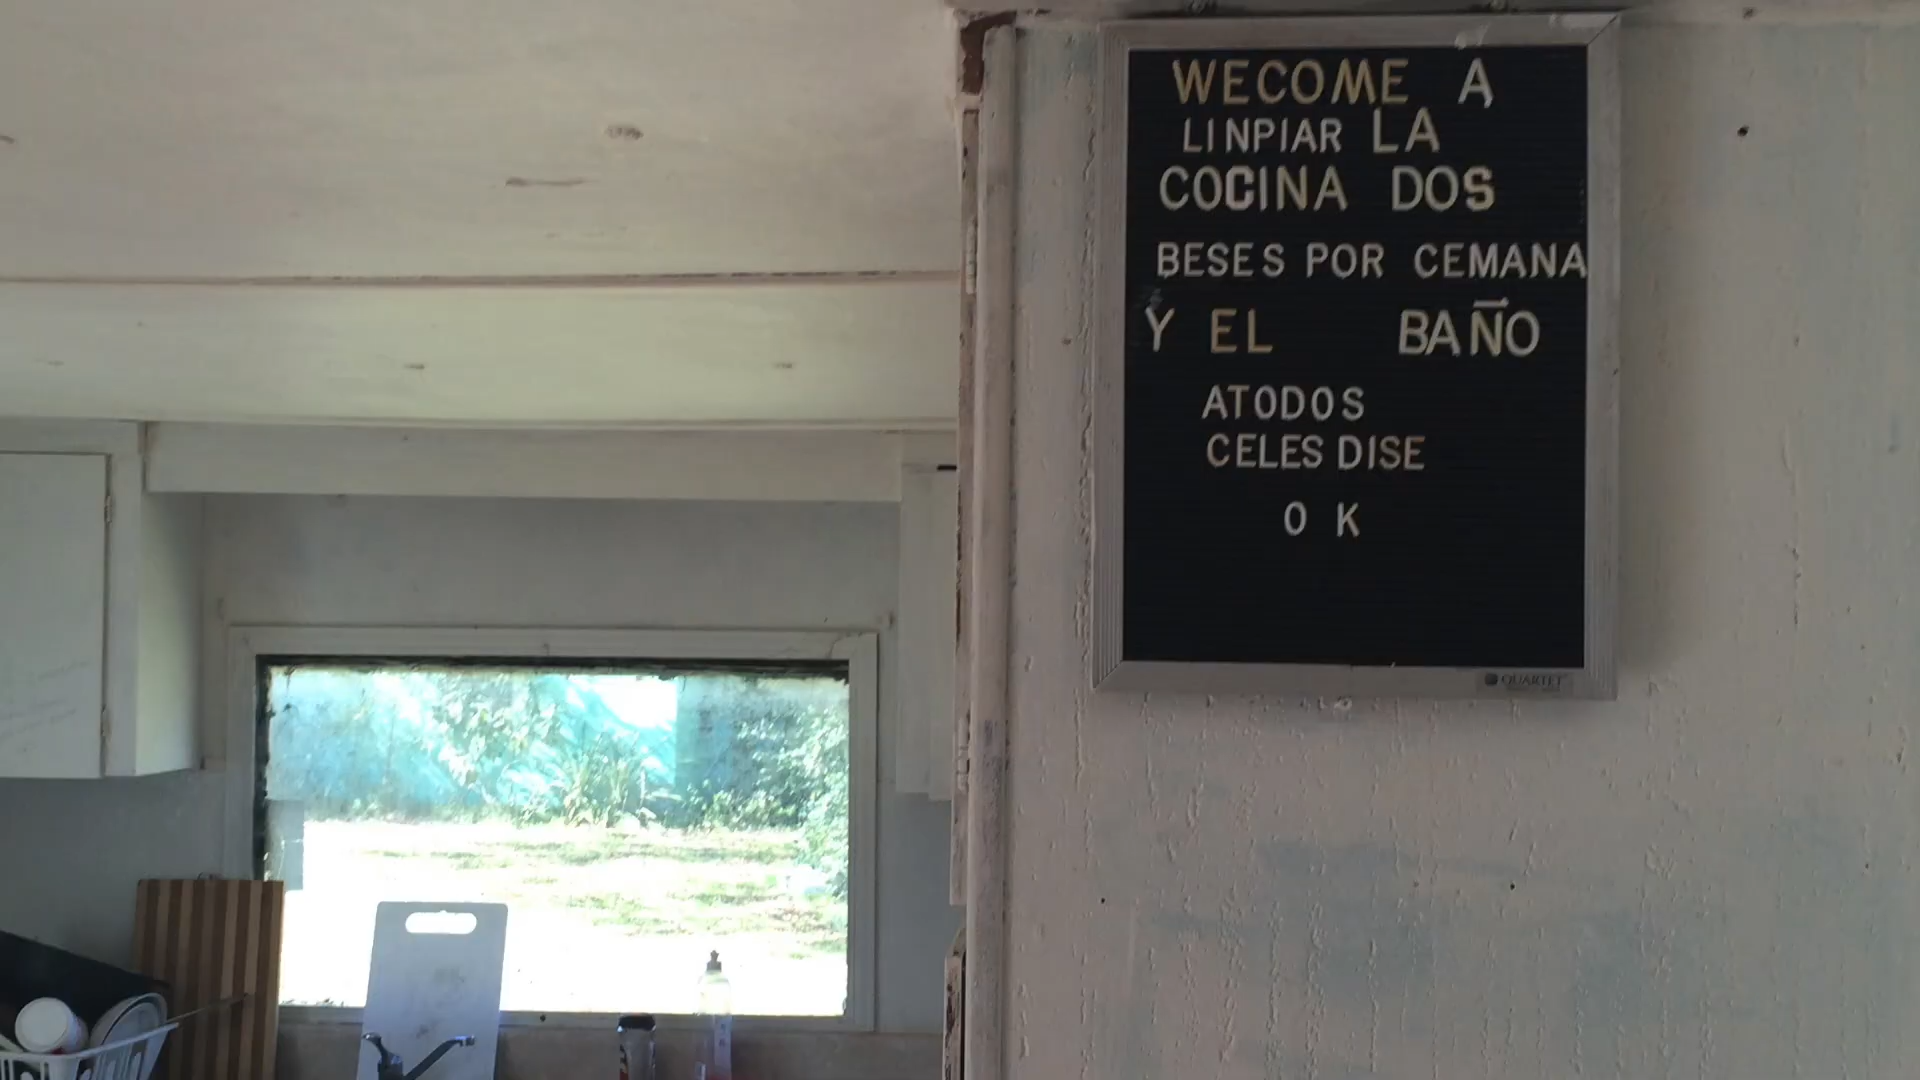 WECOME A
LINPIAR LA
COCINA DOS
BESES POR CEMANA
Y EL BAÑO
ATODOS
CELES DISE
O K
QUARTET